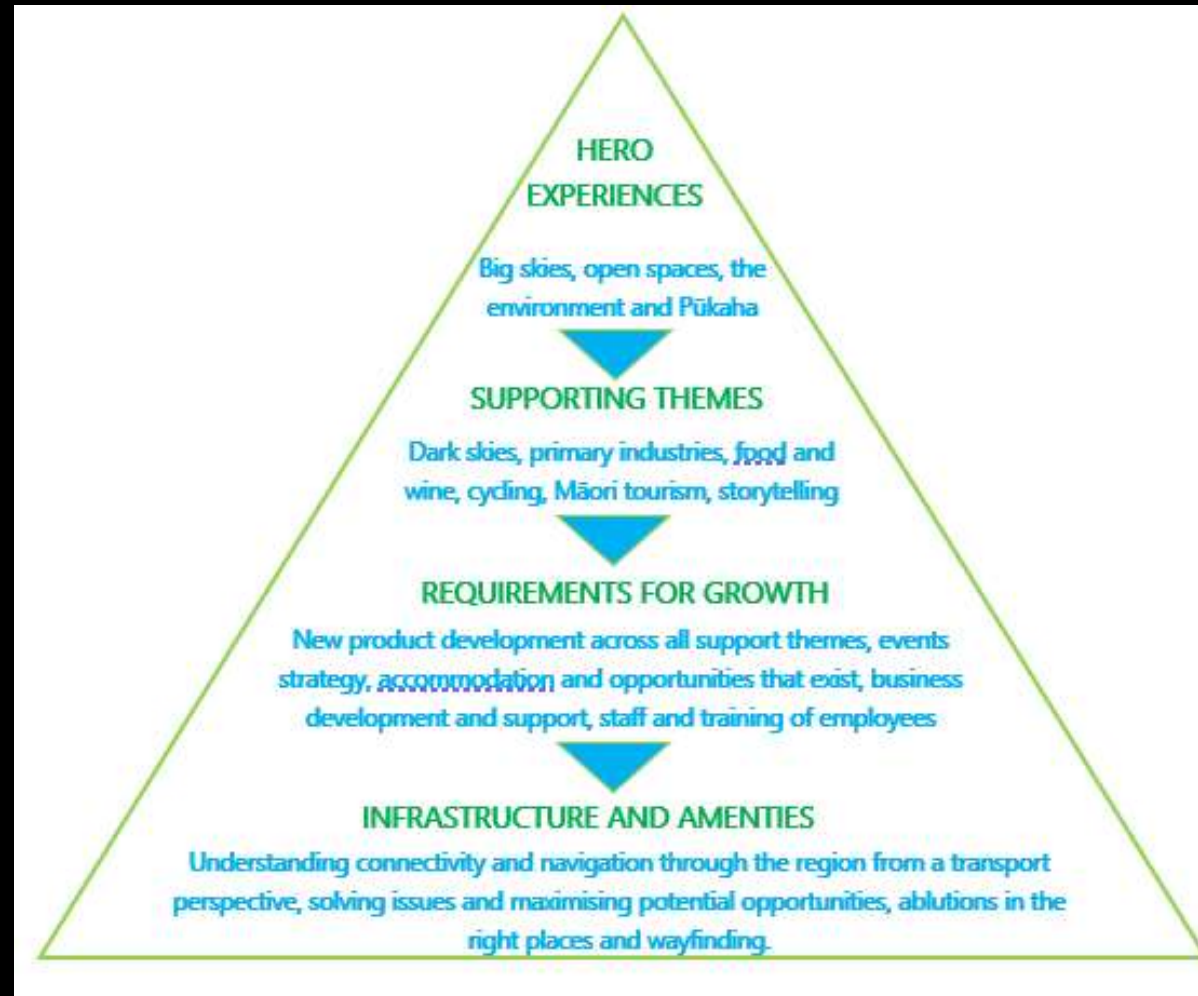 HERO
EXPERIENCES
Big skies, open spaces, the
environment and Pūkaha
SUPPORTING THEMES
Dark skies, primary industries, food and
wine, cycling, Māori tourism, storytelling
REQUIREMENTS FOR GROWTH
New product development across all support themes, events
strategy, accommodation and opportunities that exist, business
development and support, staff and training of employees
INFRASTRUCTURE AND AMENTIES
Understanding connectivity and navigation through the region from a transport
perspective, solving issues and maximising potential opportunities, ablutions in the
right places and wayfinding.